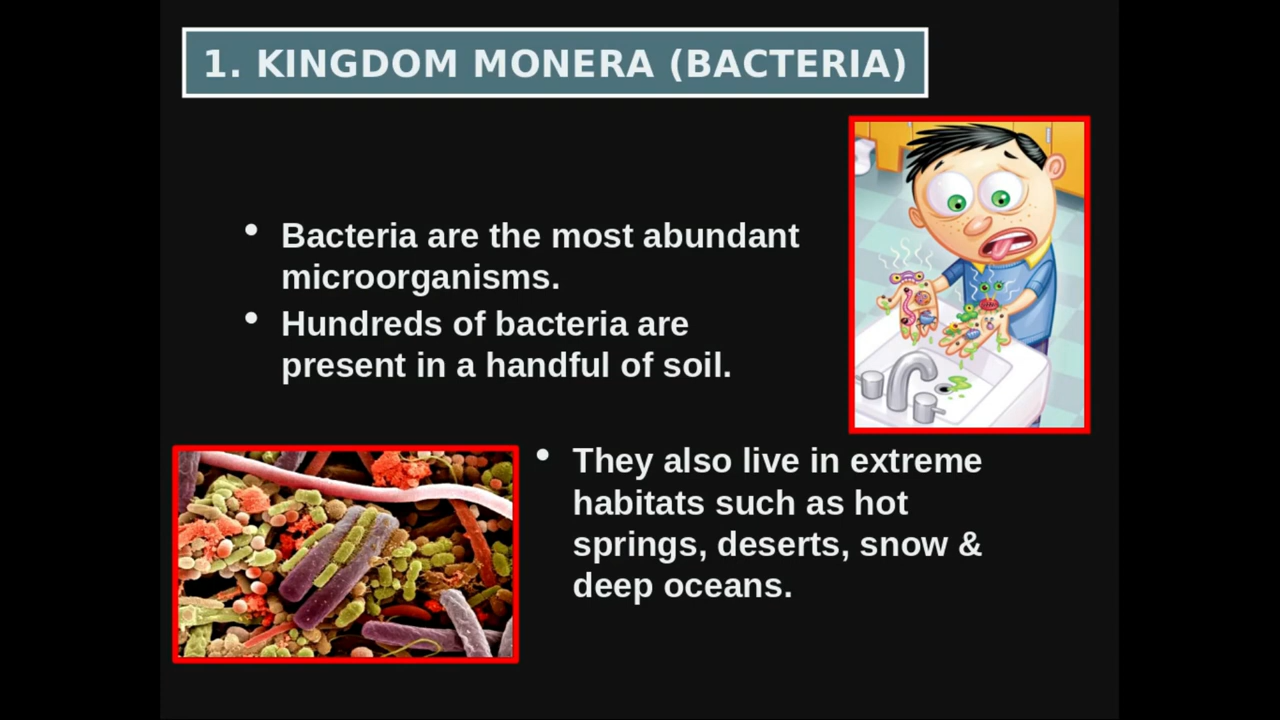 1. KINGDOM MONERA (BACTERIA)
• Bacteria are the most abundant
microorganisms.
• Hundreds of bacteria are
present in a handful of soil.
• They also live in extreme
habitats such as hot
springs, deserts, snow &
deep oceans.